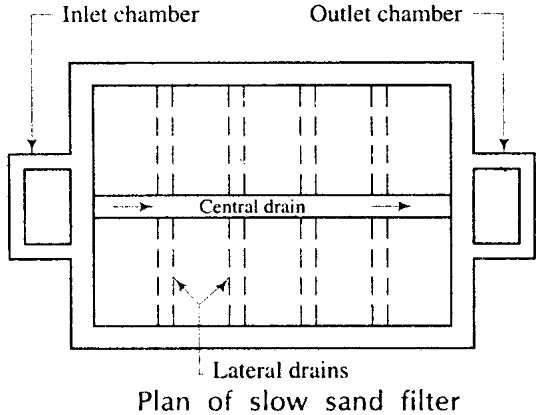 Inlet chamber
Outlet chamber
Central drain
Lateral drains
Plan of slow sand filter